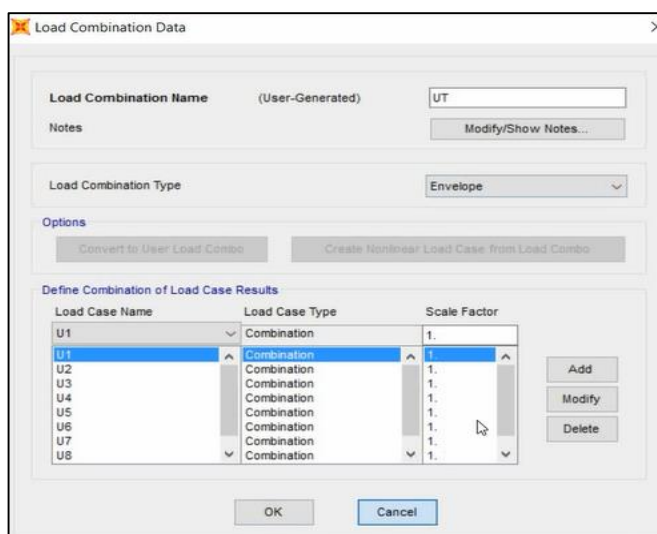 Load Combination Data
Load Combination Name (User-Generated) UT
Notes Modify/Show Notes...
Load Combination Type Envelope
Options
Convert to User Load Combo Create Nonlinear Load Case from Load Combo
Define Combination of Load Case Results
Load Case Name Load Case Type Scale Factor
U1 Combination 1.
U1 Combination 1.
U2 Combination 1.
U3 Combination 1.
U4 Combination 1.
U5 Combination 1.
U6 Combination 1.
U7 Combination 1.
U8 Combination 1.
Add
Modify
Delete
OK Cancel